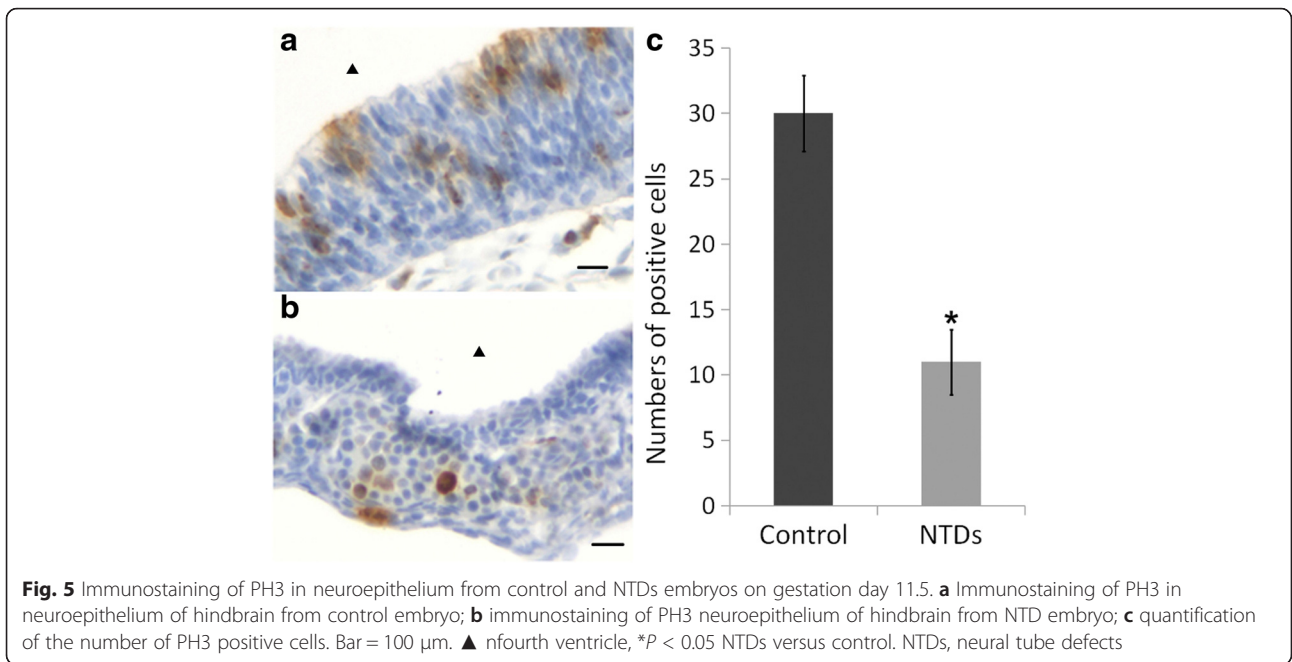 a
b
c
35
30
25
20
15
10
5
0
Numbers of positive cells
*
Control NTDs
Fig. 5 Immunostaining of PH3 in neuroepithelium from control and NTDs embryos on gestation day 11.5. a Immunostaining of PH3 in
neuroepithelium of hindbrain from control embryo; b immunostaining of PH3 neuroepithelium of hindbrain from NTD embryo; c quantification
of the number of PH3 positive cells. Bar = 100 μm. ▲ nfourth ventricle, *P < 0.05 NTDs versus control. NTDs, neural tube defects